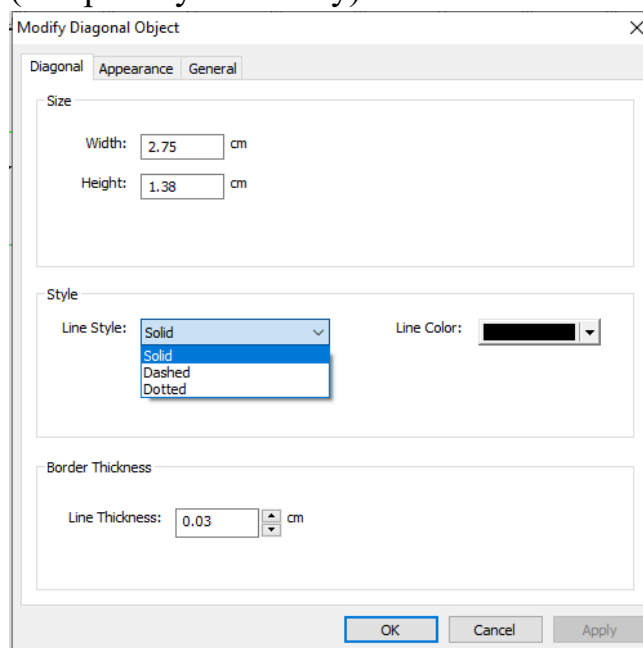 Modify Diagonal Object
Diagonal Appearance General
Size
Width: 2.75 cm
Height: 1.38 cm
Style
Line Style: Solid Line Color:
Solid
Dashed
Dotted
Border Thickness
Line Thickness: 0.03 cm
OK Cancel Apply